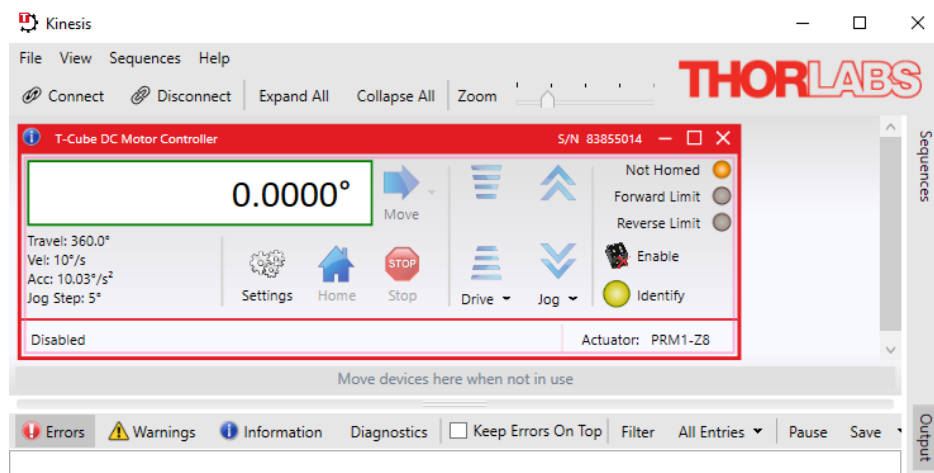 Kinesis
File View Sequences Help
Connect Disconnect Expand All Collapse All Zoom
THORLABS
T-Cube DC Motor Controller S/N 83855014
0.0000°
Move
Not Homed
Forward Limit
Reverse Limit
Travel: 360.0°
Vel: 10°/s
Acc: 10.03°/s²
Jog Step: 5°
Settings Home Stop Drive Jog
STOP
Enable
Identify
Disabled Actuator: PRM1-Z8
Move devices here when not in use
Errors Warnings Information Diagnostics Keep Errors On Top Filter All Entries Pause Save
Sequences
Output